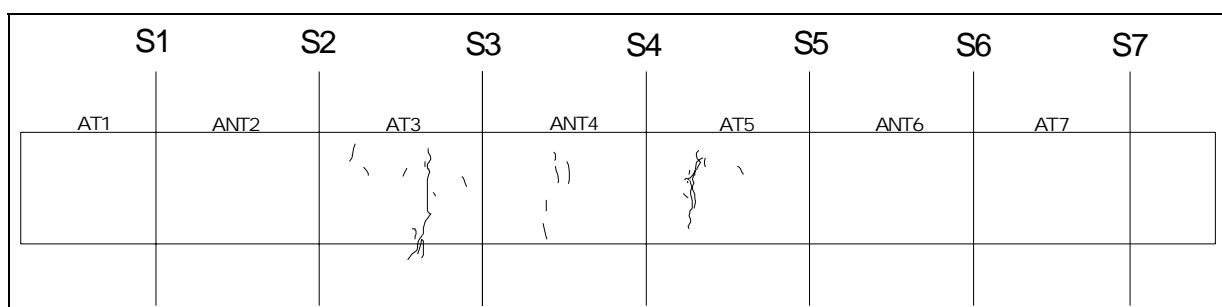 S1 S2 S3 S4 S5 S6 S7
AT1 ANT2 AT3 ANT4 AT5 ANT6 AT7